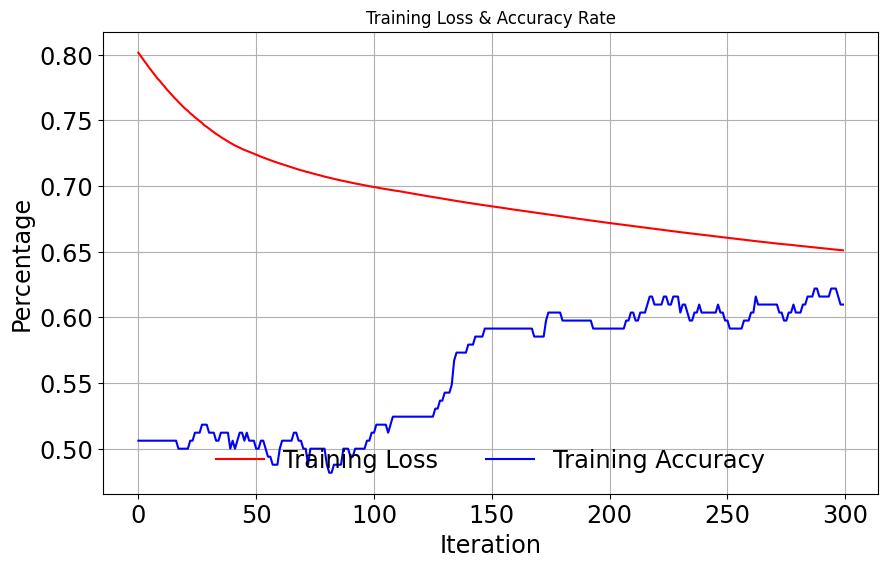 Training Loss & Accuracy Rate
0.80
0.75
0.70
0.65
0.60
0.55
0.50
Percentage
Training Loss Training Accuracy
0 50 100 150 200 250 300
Iteration